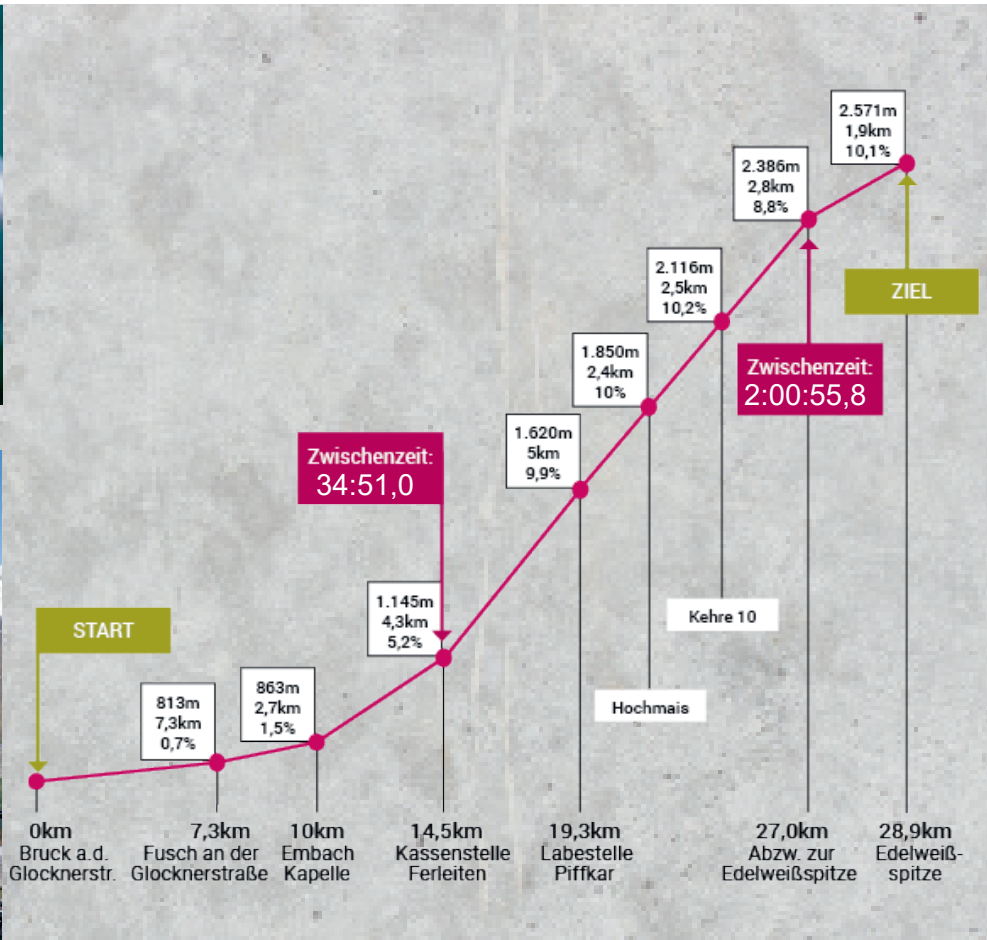 2.571m
1,9km
10,1%
2.386m
2,8km
8,8%
2.116m
2,5km
10,2%
ZIEL
1.850m
2,4km
10%
Zwischenzeit:
2:00:55,8
1.620m
5km
9,9%
Zwischenzeit:
34:51,0
1.145m
4,3km
5,2%
START
Kehre 10
863m
2,7km
1,5%
813m
7,3km
0,7%
Hochmais
0km
Bruck a.d.
Glocknerstr.
7,3km
Fusch an der
Glocknerstraße
10km
Embach
Kapelle
14,5km
Kassenstelle
Ferleiten
19,3km
Labestelle
Piffkar
27,0km
Abzw. zur
Edelweißspitze
28,9km
Edelweiß-
spitze